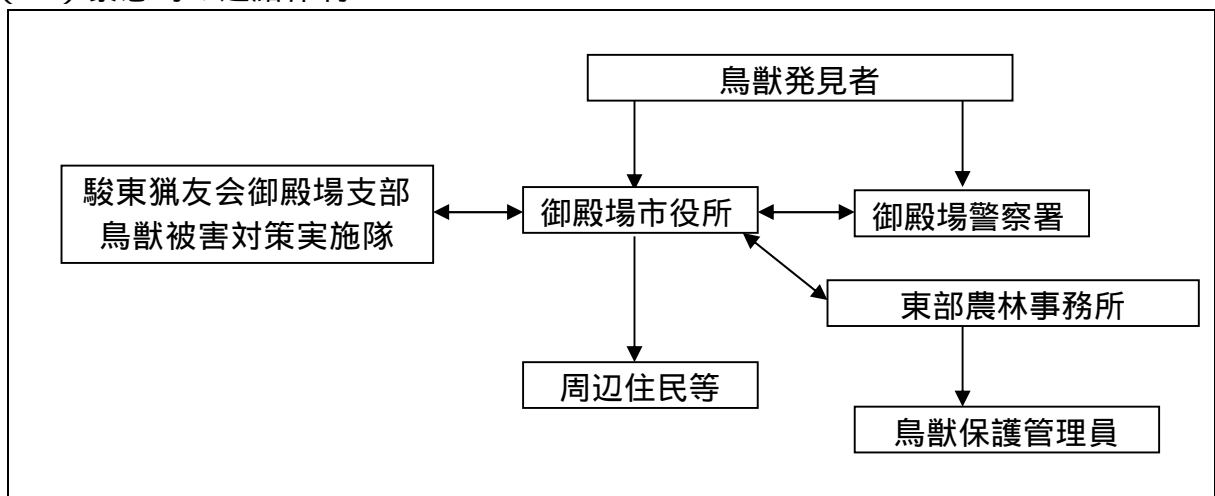 鳥獣発見者
駿東猟友会御殿場支部
鳥獣被害対策実施隊
御殿場市役所
御殿場警察署
東部農林事務所
周辺住民等
鳥獣保護管理員